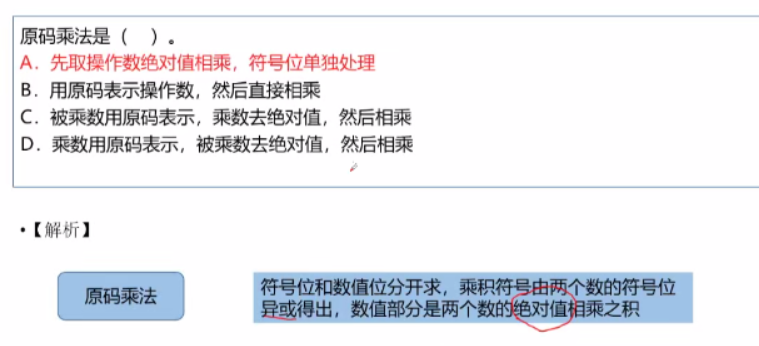 原码乘法是（　）。
A．先取操作数绝对值相乘，符号位单独处理
B．用原码表示操作数，然后直接相乘
C．被乘数用原码表示，乘数去绝对值，然后相乘
D．乘数用原码表示，被乘数去绝对值，然后相乘
•【解析】
原码乘法
符号位和数值位分开求，乘积符号由两个数的符号位
异或得出，数值部分是两个数的绝对值相乘之积